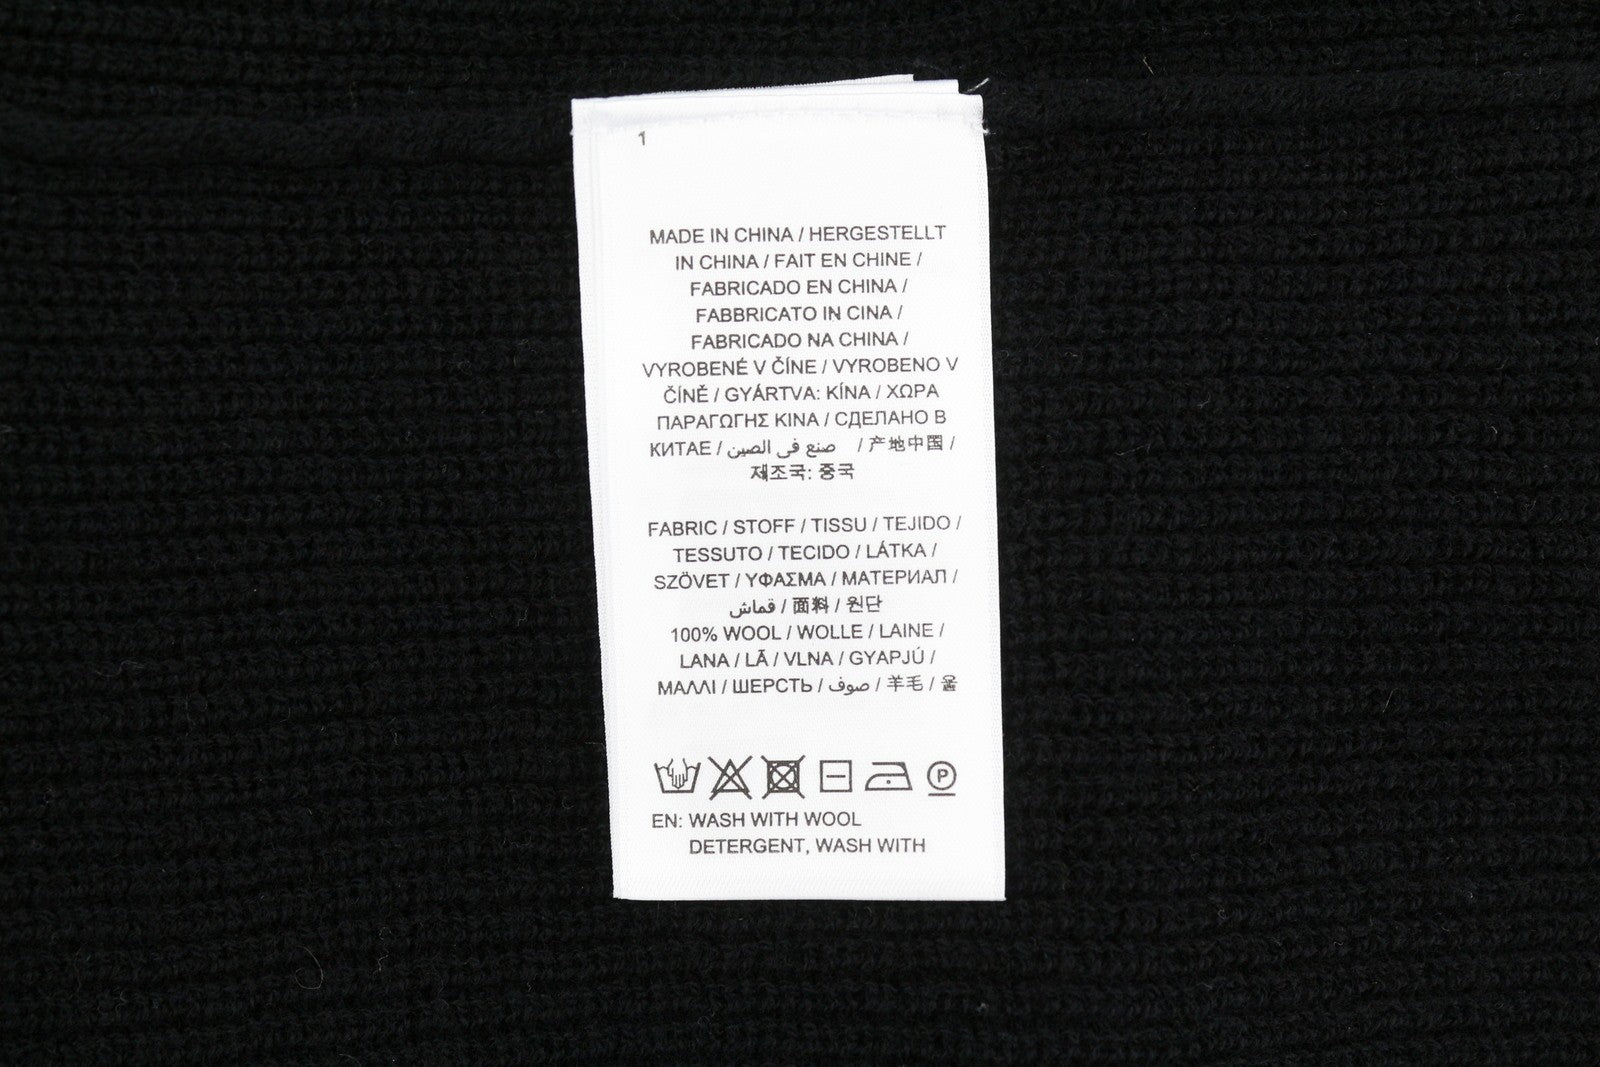 1
MADE IN CHINA / HERGESTELLT
IN CHINA / FAIT EN CHINE /
FABRICADO EN CHINA /
FABBRICATO IN CINA /
FABRICADO NA CHINA /
VYROBENÉ V ČÍNE / VYROBENO V
ČÍNĚ / GYÁRTVA: KÍNA / ΧΩΡΑ
ΠΑΡΑΓΩΓΗΣ ΚΙΝΑ / СДЕЛАНО В
КИТАЕ / صنع في الصين / 产地中国 /
제조국: 중국
FABRIC / STOFF / TISSU / TEJIDO /
TESSUTO / TECIDO / LÁTKA /
SZÖVET / ΥΦΑΣΜΑ / МАТЕРИАЛ /
قماش / 面料 / 원단
100% WOOL / WOLLE / LAINE /
LANA / LÃ / VLNA / GYAPJÚ /
ΜΑΛΛΙ / ШЕРСТЬ / صوف / 羊毛 / 울
P
EN: WASH WITH WOOL
DETERGENT, WASH WITH